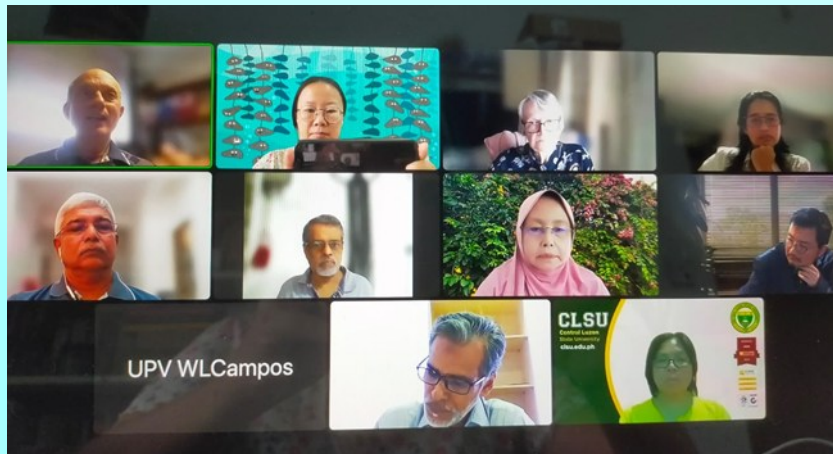 UPV WLCampos
CLSU
Central Luzon
State University
clsu.edu.ph